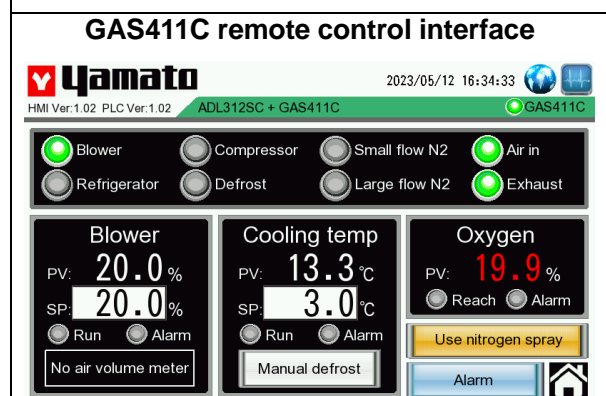 GAS411C remote control interface
Yamato
2023/05/12 16:34:33
HMI Ver:1.02 PLC Ver:1.02 ADL312SC + GAS411C GAS411C
Blower Compressor Small flow N2 Air in
Refrigerator Defrost Large flow N2 Exhaust
Blower Cooling temp Oxygen
PV: 20.0 % PV: 13.3 ℃ PV: 19.9 %
SP: 20.0 % SP: 3.0 ℃ Reach Alarm
Run Alarm Run Alarm Use nitrogen spray
No air volume meter Manual defrost Alarm